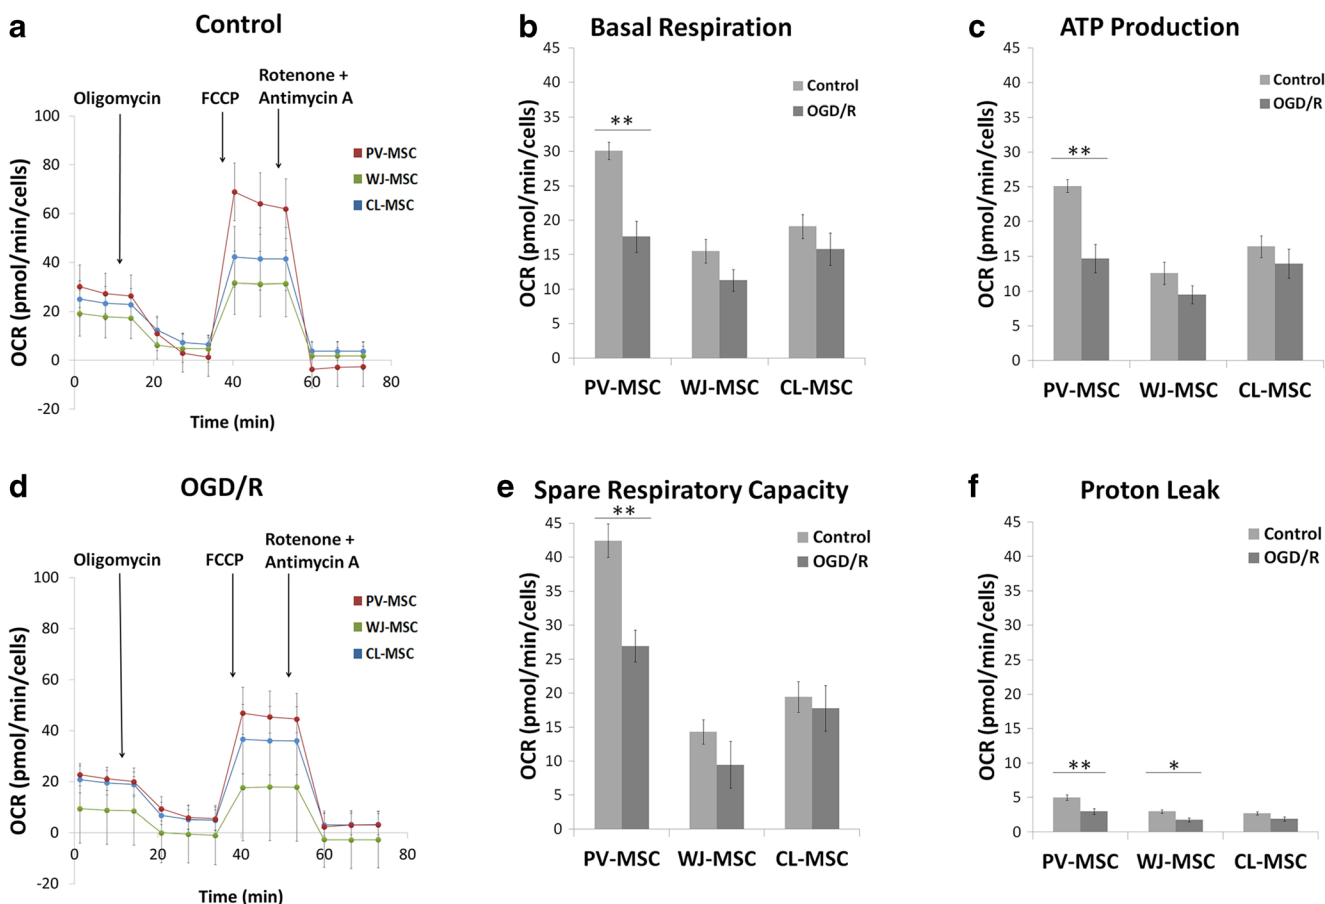 a
Control
Oligomycin
FCCP
Rotenone +
Antimycin A
PV-MSC
WJ-MSC
CL-MSC
OCR (pmol/min/cells)
100
80
60
40
20
0
-20
0
20
40
60
80
Time (min)
b
Basal Respiration
Control
OGD/R
**
OCR (pmol/min/cells)
45
40
35
30
25
20
15
10
5
0
PV-MSC
WJ-MSC
CL-MSC
c
ATP Production
Control
OGD/R
**
OCR (pmol/min/cells)
45
40
35
30
25
20
15
10
5
0
PV-MSC
WJ-MSC
CL-MSC
d
OGD/R
Oligomycin
FCCP
Rotenone +
Antimycin A
PV-MSC
WJ-MSC
CL-MSC
OCR (pmol/min/cells)
100
80
60
40
20
0
-20
0
20
40
60
80
Time (min)
e
Spare Respiratory Capacity
**
Control
OGD/R
OCR (pmol/min/cells)
45
40
35
30
25
20
15
10
5
0
PV-MSC
WJ-MSC
CL-MSC
f
Proton Leak
Control
OGD/R
**
*
OCR (pmol/min/cells)
45
40
35
30
25
20
15
10
5
0
PV-MSC
WJ-MSC
CL-MSC